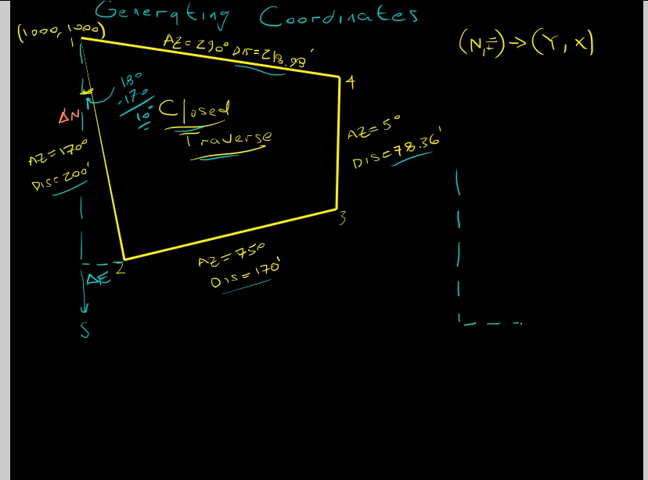 Generating Coordinates
(1000, 1000)
1
AZ=290° DIS=218.99'
(N,E)→(Y,X)
4
180
-170
10°
ΔN
Closed
Traverse
AZ=5°
DIS=78.36'
AZ=170°
DIS=200'
3
AZ=75°
DIS=170'
2
ΔE
S